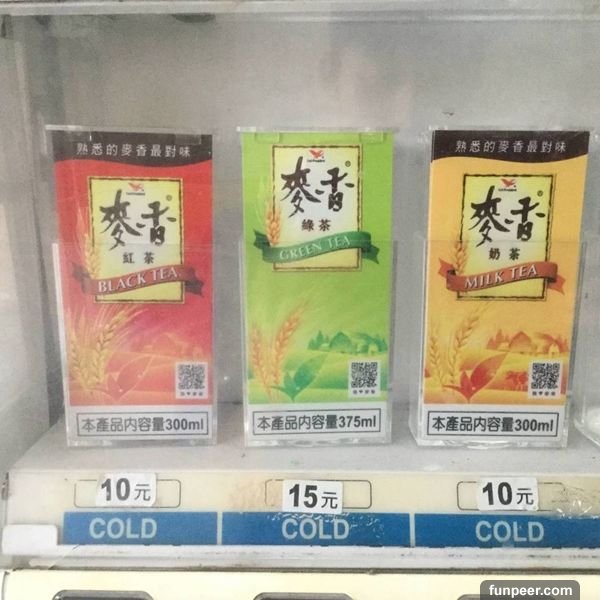 熟悉的麥香最對味
麥香
紅茶
BLACK TEA
本產品內容量300ml
麥香
綠茶
GREEN TEA
本產品內容量375ml
熟悉的麥香最對味
麥香
奶茶
MILK TEA
本產品內容量300ml
10元
15元
10元
COLD
COLD
COLD
funpeer.com